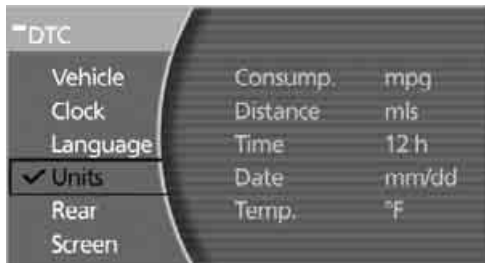 DTC
Vehicle Consump. mpg
Clock Distance mls
Language Time 12 h
Units Date mm/dd
Rear Temp. °F
Screen